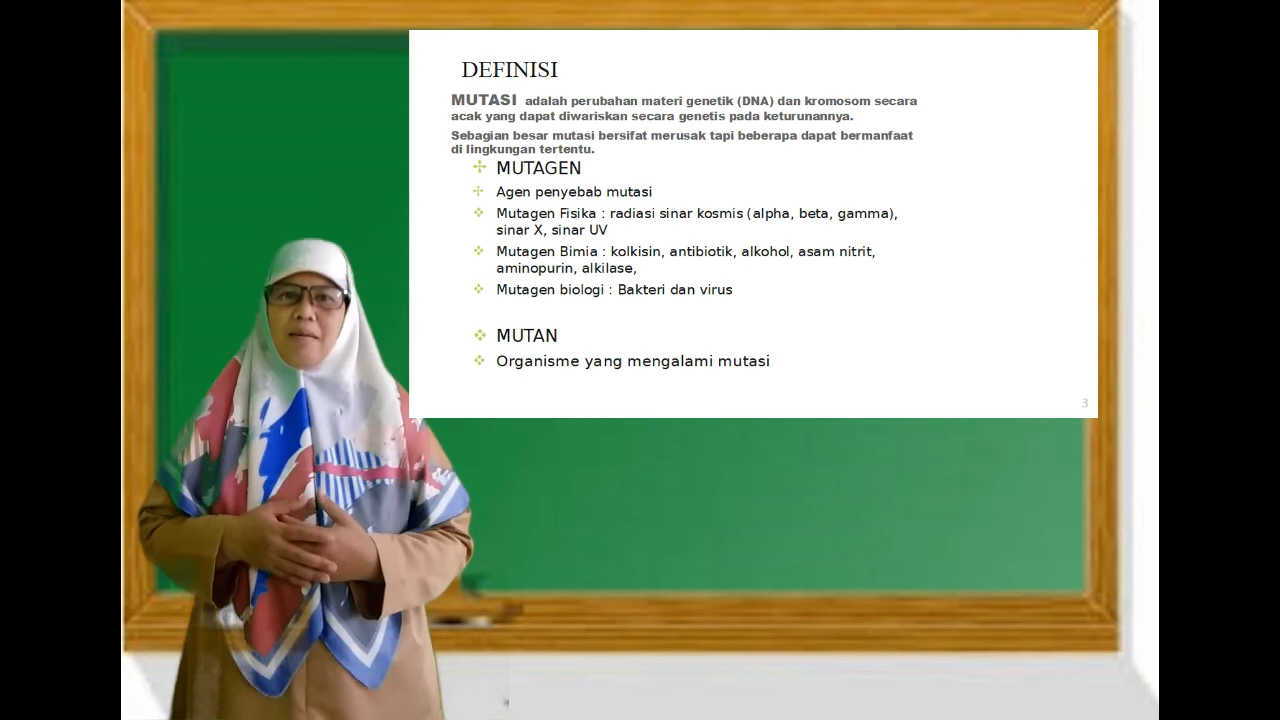 DEFINISI
MUTASI adalah perubahan materi genetik (DNA) dan kromosom secara
acak yang dapat diwariskan secara genetis pada keturunannya.
Sebagian besar mutasi bersifat merusak tapi beberapa dapat bermanfaat
di lingkungan tertentu.
MUTAGEN
Agen penyebab mutasi
Mutagen Fisika : radiasi sinar kosmis (alpha, beta, gamma),
sinar X, sinar UV
Mutagen Bimia : kolkisin, antibiotik, alkohol, asam nitrit,
aminopurin, alkilase,
Mutagen biologi : Bakteri dan virus
MUTAN
Organisme yang mengalami mutasi
3